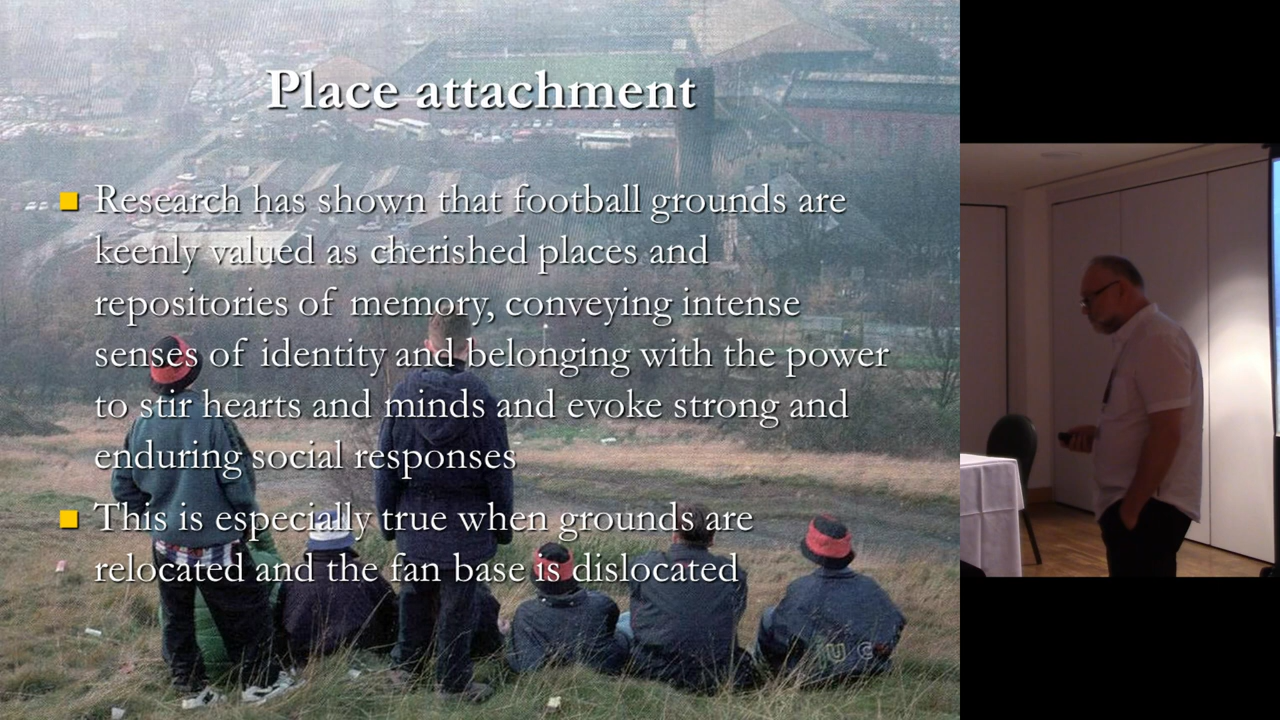 Place attachment
Research has shown that football grounds are
keenly valued as cherished places and
repositories of memory, conveying intense
senses of identity and belonging with the power
to stir hearts and minds and evoke strong and
enduring social responses
This is especially true when grounds are
relocated and the fan base is dislocated